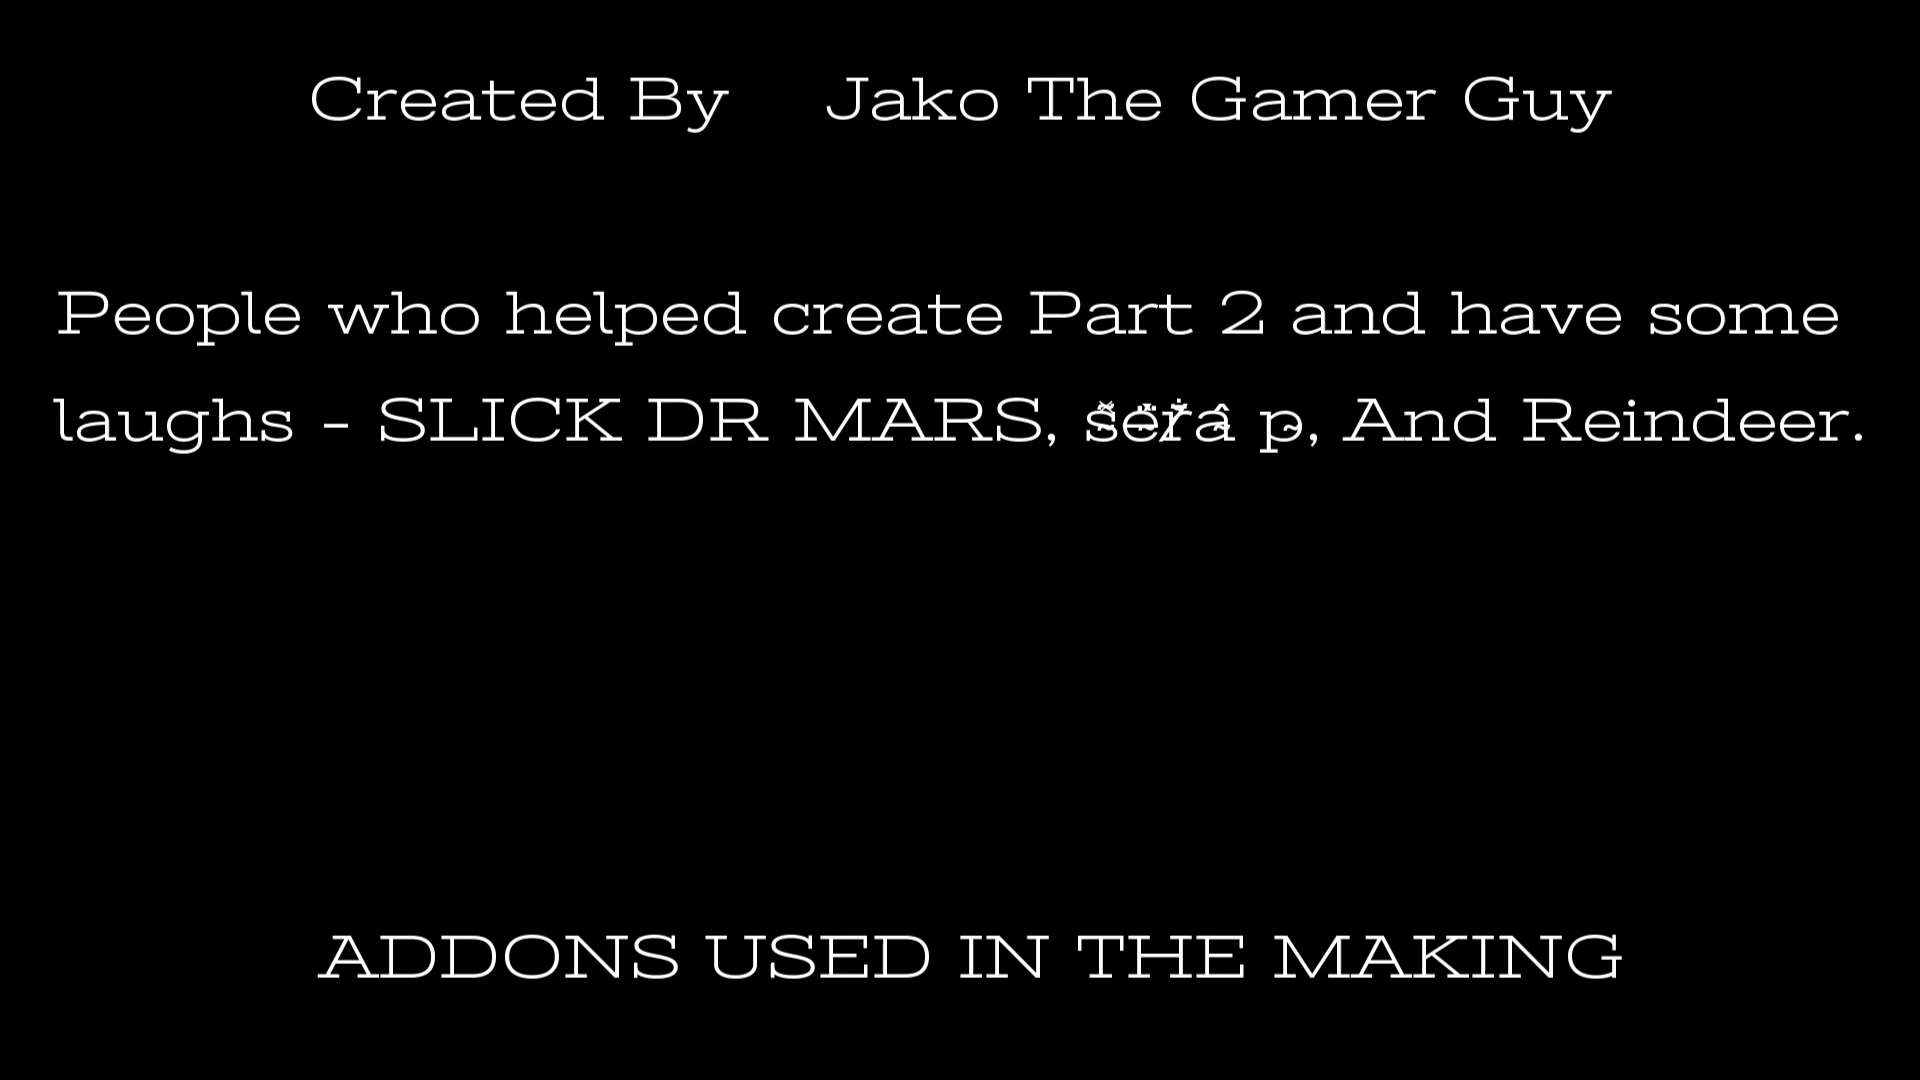 Created By Jako The Gamer Guy
People who helped create Part 2 and have some
laughs - SLICK DR MARS, And Reindeer.
ADDONS USED IN THE MAKING